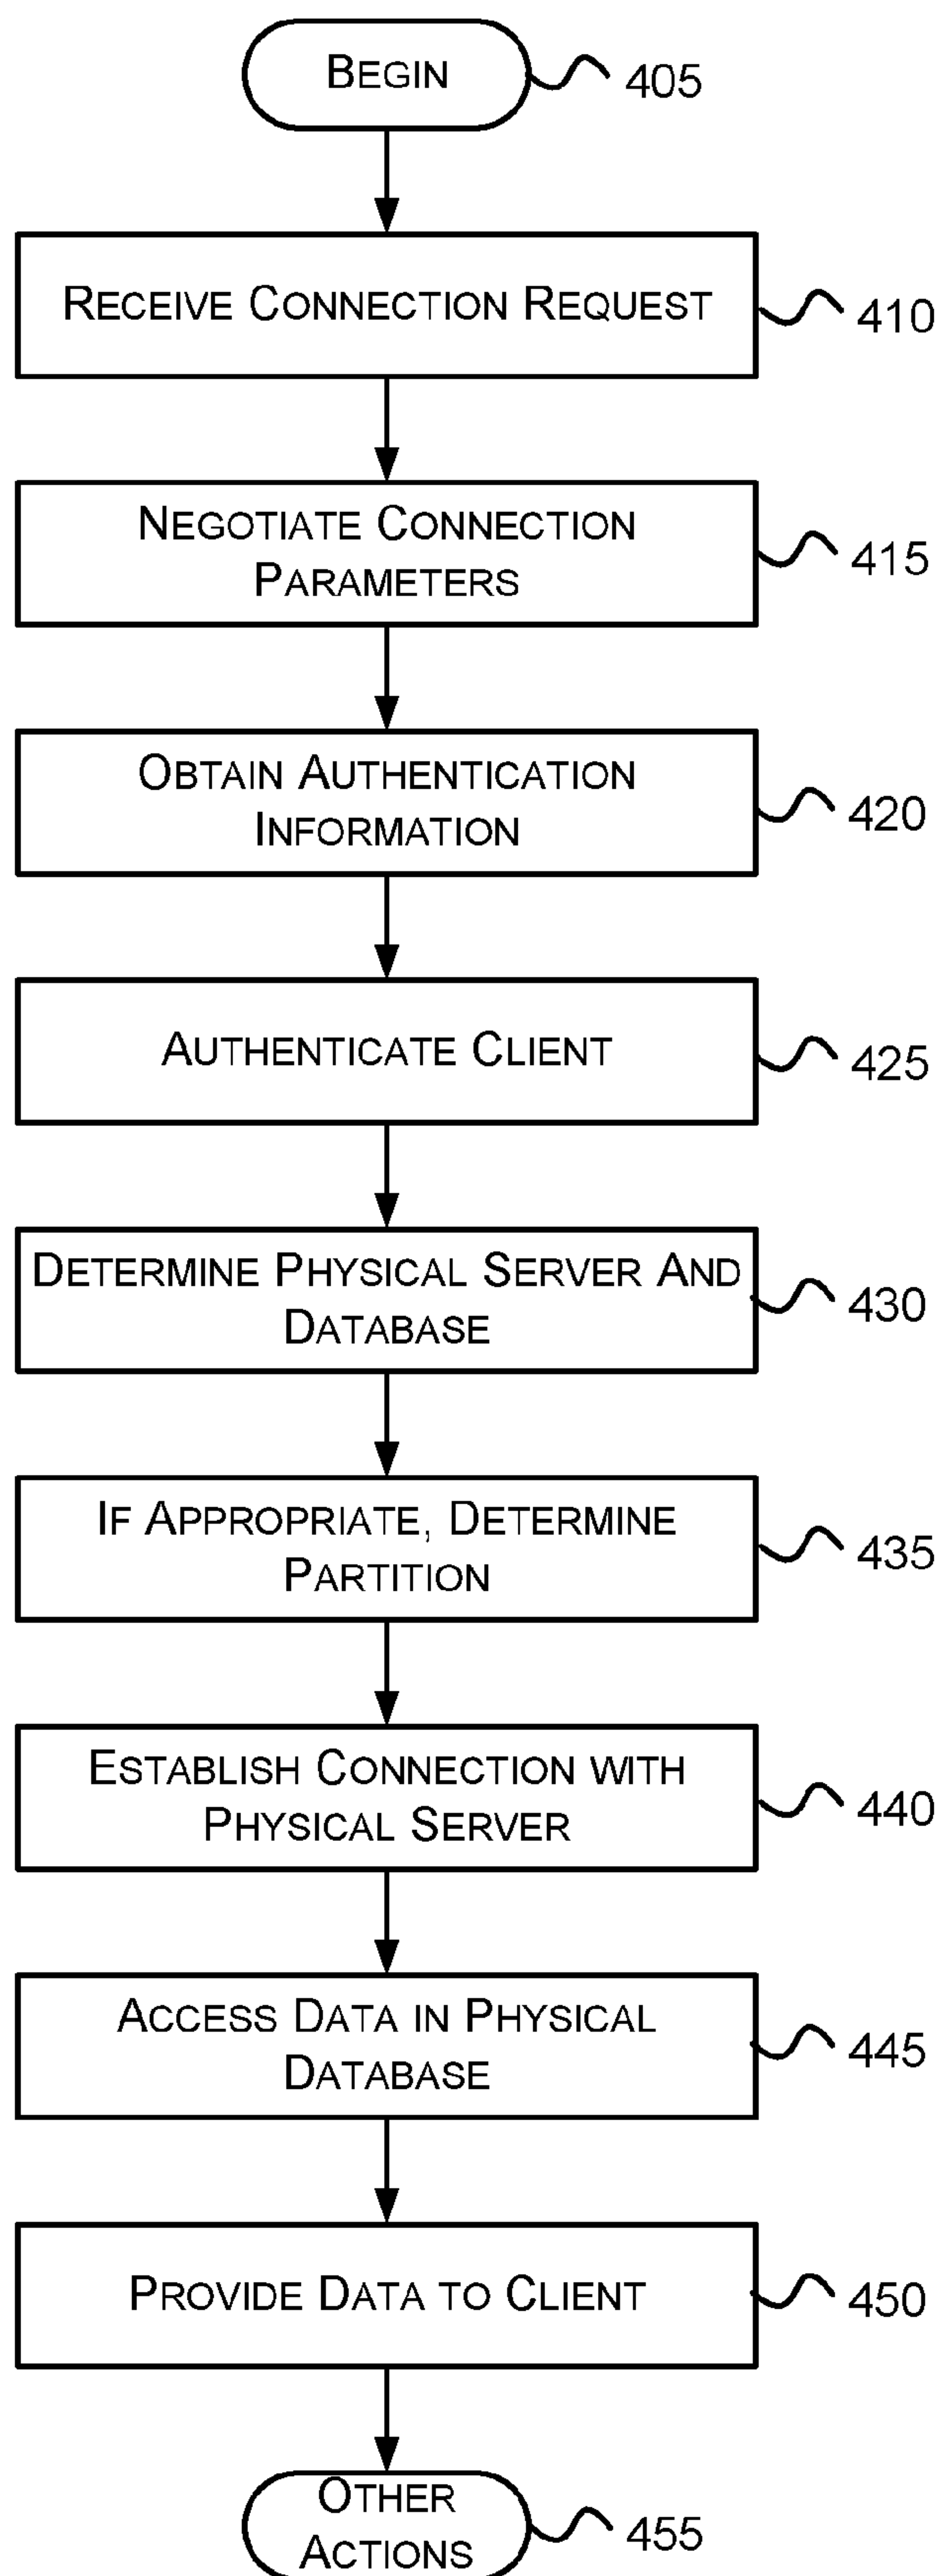 BEGIN
405
RECEIVE CONNECTION REQUEST
410
NEGOTIATE CONNECTION
PARAMETERS
415
OBTAIN AUTHENTICATION
INFORMATION
420
AUTHENTICATE CLIENT
425
DETERMINE PHYSICAL SERVER AND
DATABASE
430
IF APPROPRIATE, DETERMINE
PARTITION
435
ESTABLISH CONNECTION WITH
PHYSICAL SERVER
440
ACCESS DATA IN PHYSICAL
DATABASE
445
PROVIDE DATA TO CLIENT
450
OTHER
ACTIONS
455